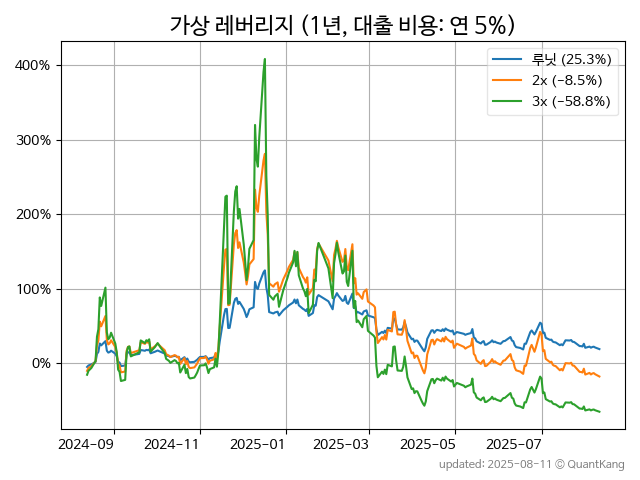 가상 레버리지 (1년, 대출 비용: 연 5%)
루닛 (25.3%)
2x (-8.5%)
3x (-58.8%)
400%
300%
200%
100%
0%
2024-09
2024-11
2025-01
2025-03
2025-05
2025-07
updated: 2025-08-11 © QuantKang